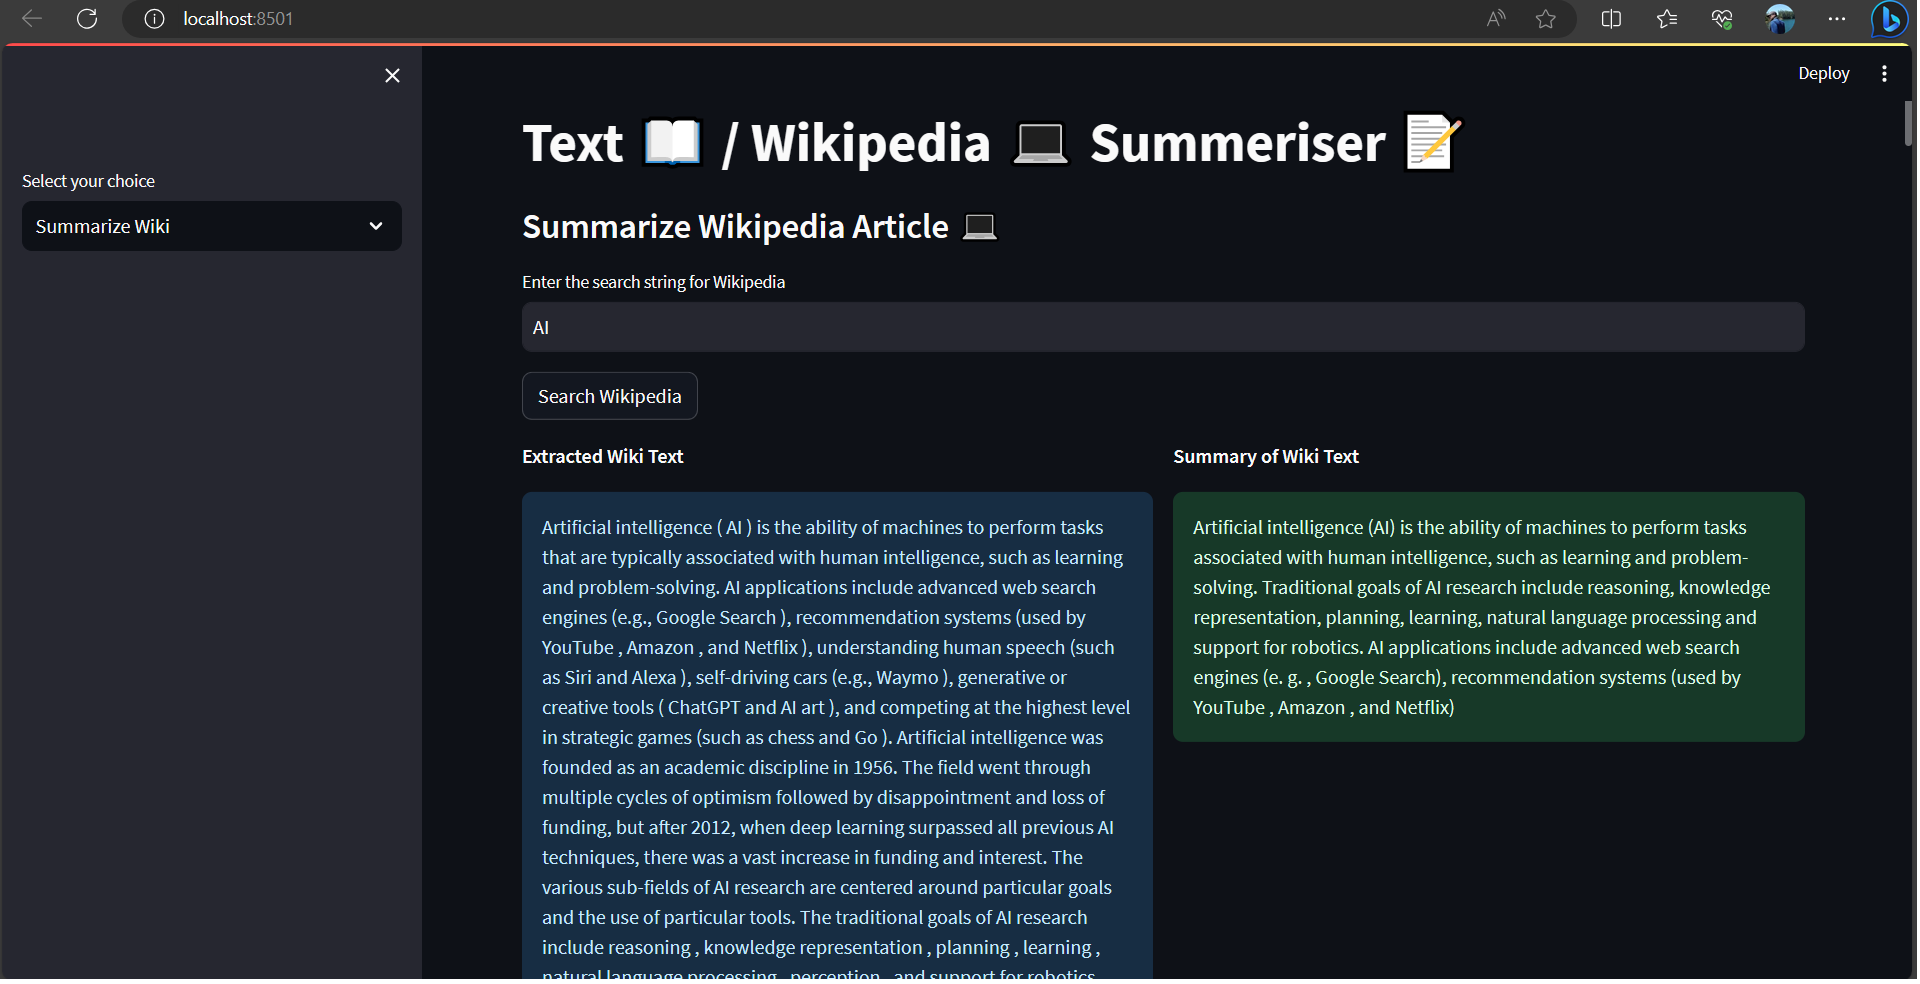 localhost:8501
Deploy
Select your choice
Summarize Wiki
Text 📖 / Wikipedia 💻 Summeriser 📝
Summarize Wikipedia Article 💻
Enter the search string for Wikipedia
AI
Search Wikipedia
Extracted Wiki Text
Artificial intelligence ( AI ) is the ability of machines to perform tasks
that are typically associated with human intelligence, such as learning
and problem-solving. AI applications include advanced web search
engines (e.g., Google Search ), recommendation systems (used by
YouTube , Amazon , and Netflix ), understanding human speech (such
as Siri and Alexa ), self-driving cars (e.g., Waymo ), generative or
creative tools ( ChatGPT and AI art ), and competing at the highest level
in strategic games (such as chess and Go ). Artificial intelligence was
founded as an academic discipline in 1956. The field went through
multiple cycles of optimism followed by disappointment and loss of
funding, but after 2012, when deep learning surpassed all previous AI
techniques, there was a vast increase in funding and interest. The
various sub-fields of AI research are centered around particular goals
and the use of particular tools. The traditional goals of AI research
include reasoning , knowledge representation , planning , learning ,
natural language processing , perception , and support for robotics
Summary of Wiki Text
Artificial intelligence (AI) is the ability of machines to perform tasks
associated with human intelligence, such as learning and problem-
solving. Traditional goals of AI research include reasoning, knowledge
representation, planning, learning, natural language processing and
support for robotics. AI applications include advanced web search
engines (e. g. , Google Search), recommendation systems (used by
YouTube , Amazon , and Netflix)